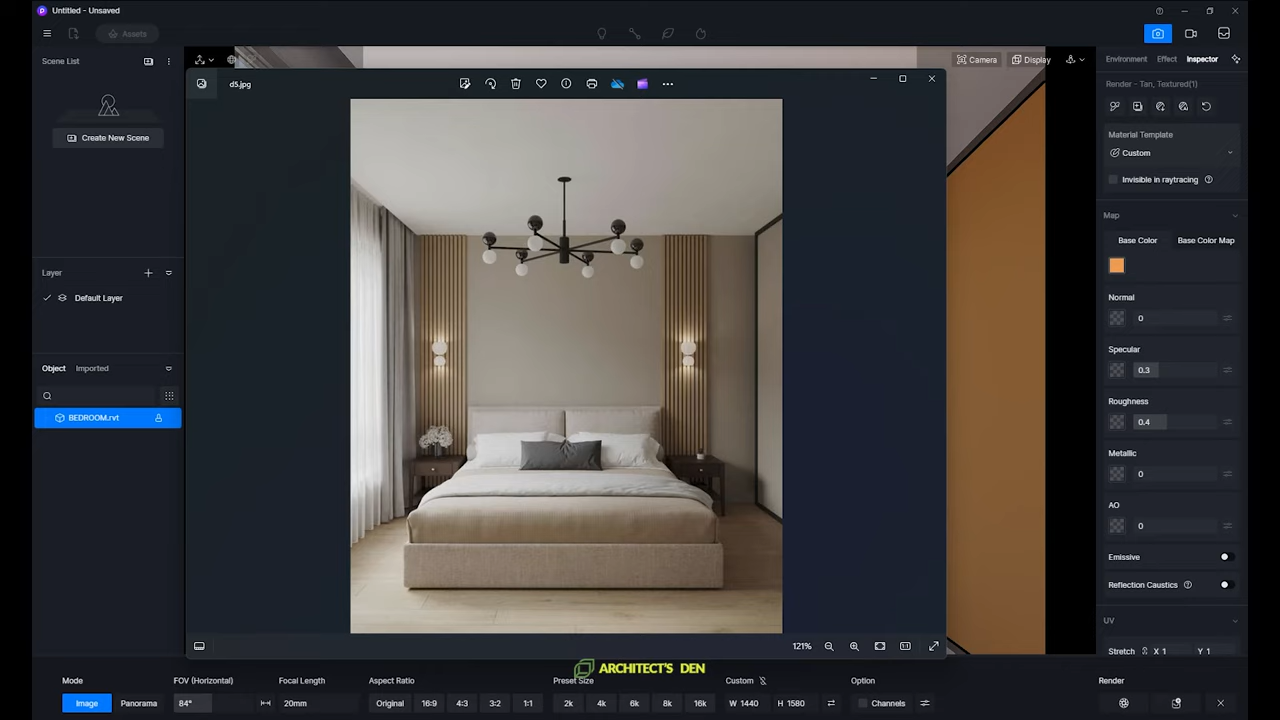 Untitled - Unsaved
Assets
Scene List
Camera
Display
Environment
Effect
Inspector
d5.jpg
Render - Tan, Textured(1)
Create New Scene
Material Template
Custom
Invisible in raytracing
Map
Base Color
Base Color Map
Layer
Default Layer
Normal
0
Specular
0.3
Object
Imported
Roughness
BEDROOM.rvt
0.4
Metallic
0
AO
0
Emissive
Reflection Caustics
UV
121%
1:1
Stretch
X 1
Y 1
ARCHITECT'S DEN
Mode
FOV (Horizontal)
Focal Length
Aspect Ratio
Preset Size
Custom
Option
Render
Image
Panorama
84°
20mm
Original
16:9
4:3
3:2
1:1
2k
4k
6k
8k
16k
W 1440
H 1580
Channels